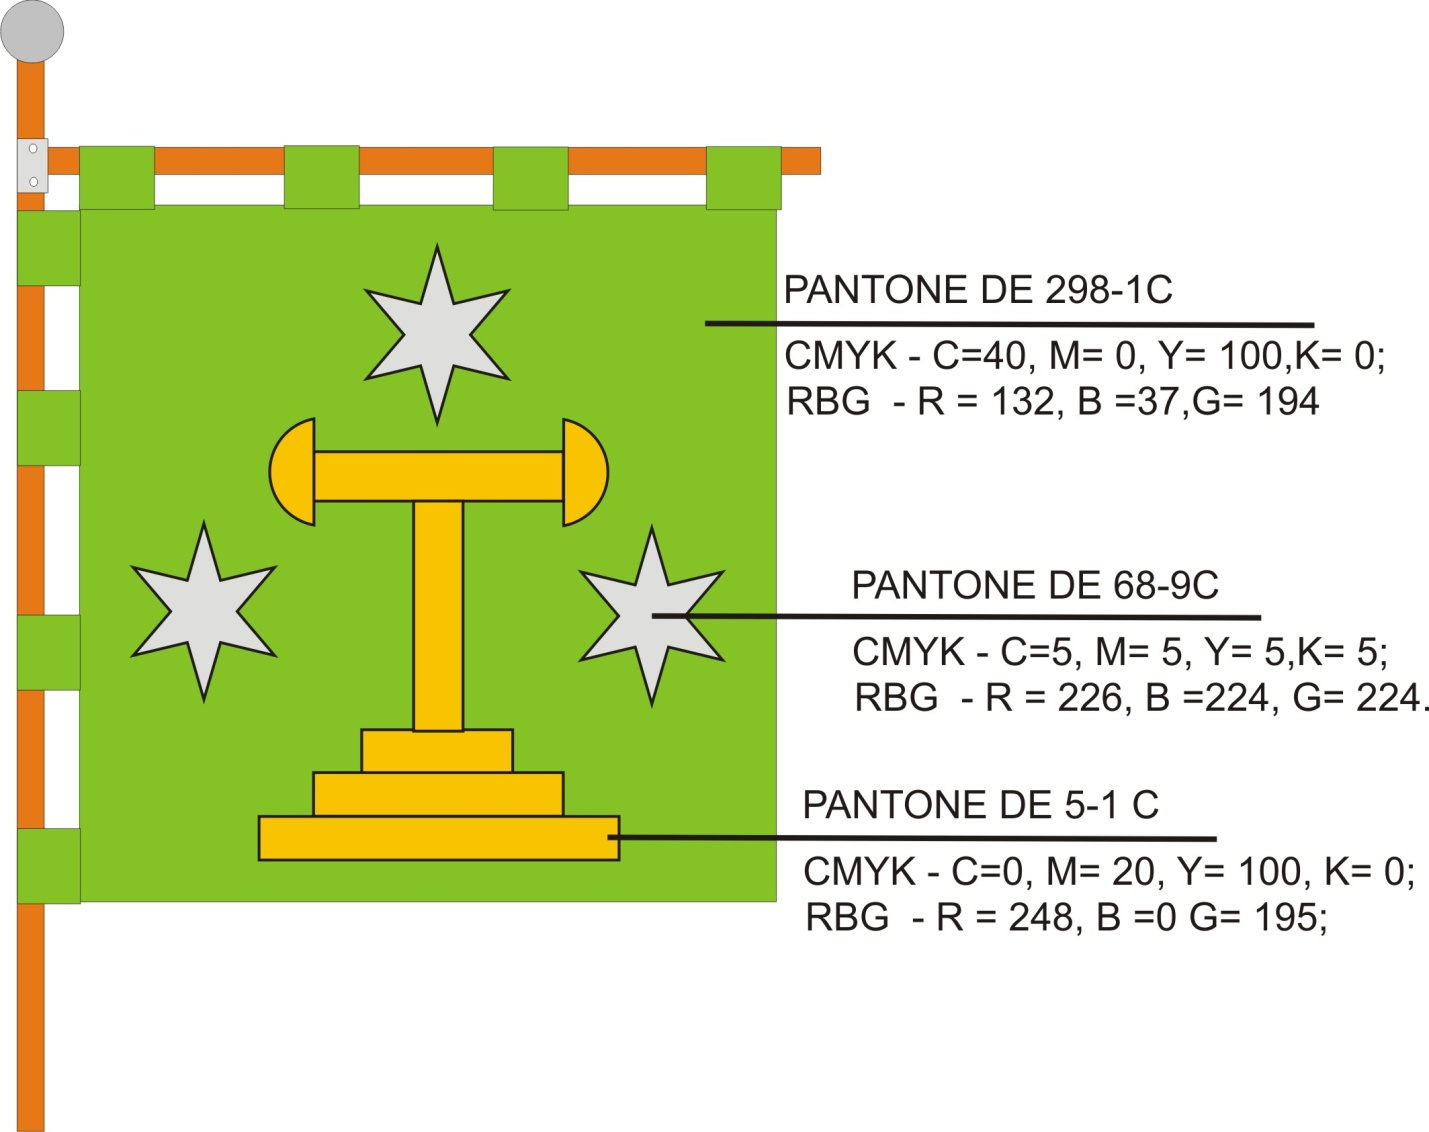 PANTONE DE 298-1C
CMYK - C=40, M= 0, Y= 100,K= 0;
RBG - R = 132, B =37,G= 194
PANTONE DE 68-9C
CMYK - C=5, M= 5, Y= 5,K= 5;
RBG - R = 226, B =224, G= 224.
PANTONE DE 5-1 C
CMYK - C=0, M= 20, Y= 100, K= 0;
RBG - R = 248, B =0 G= 195;